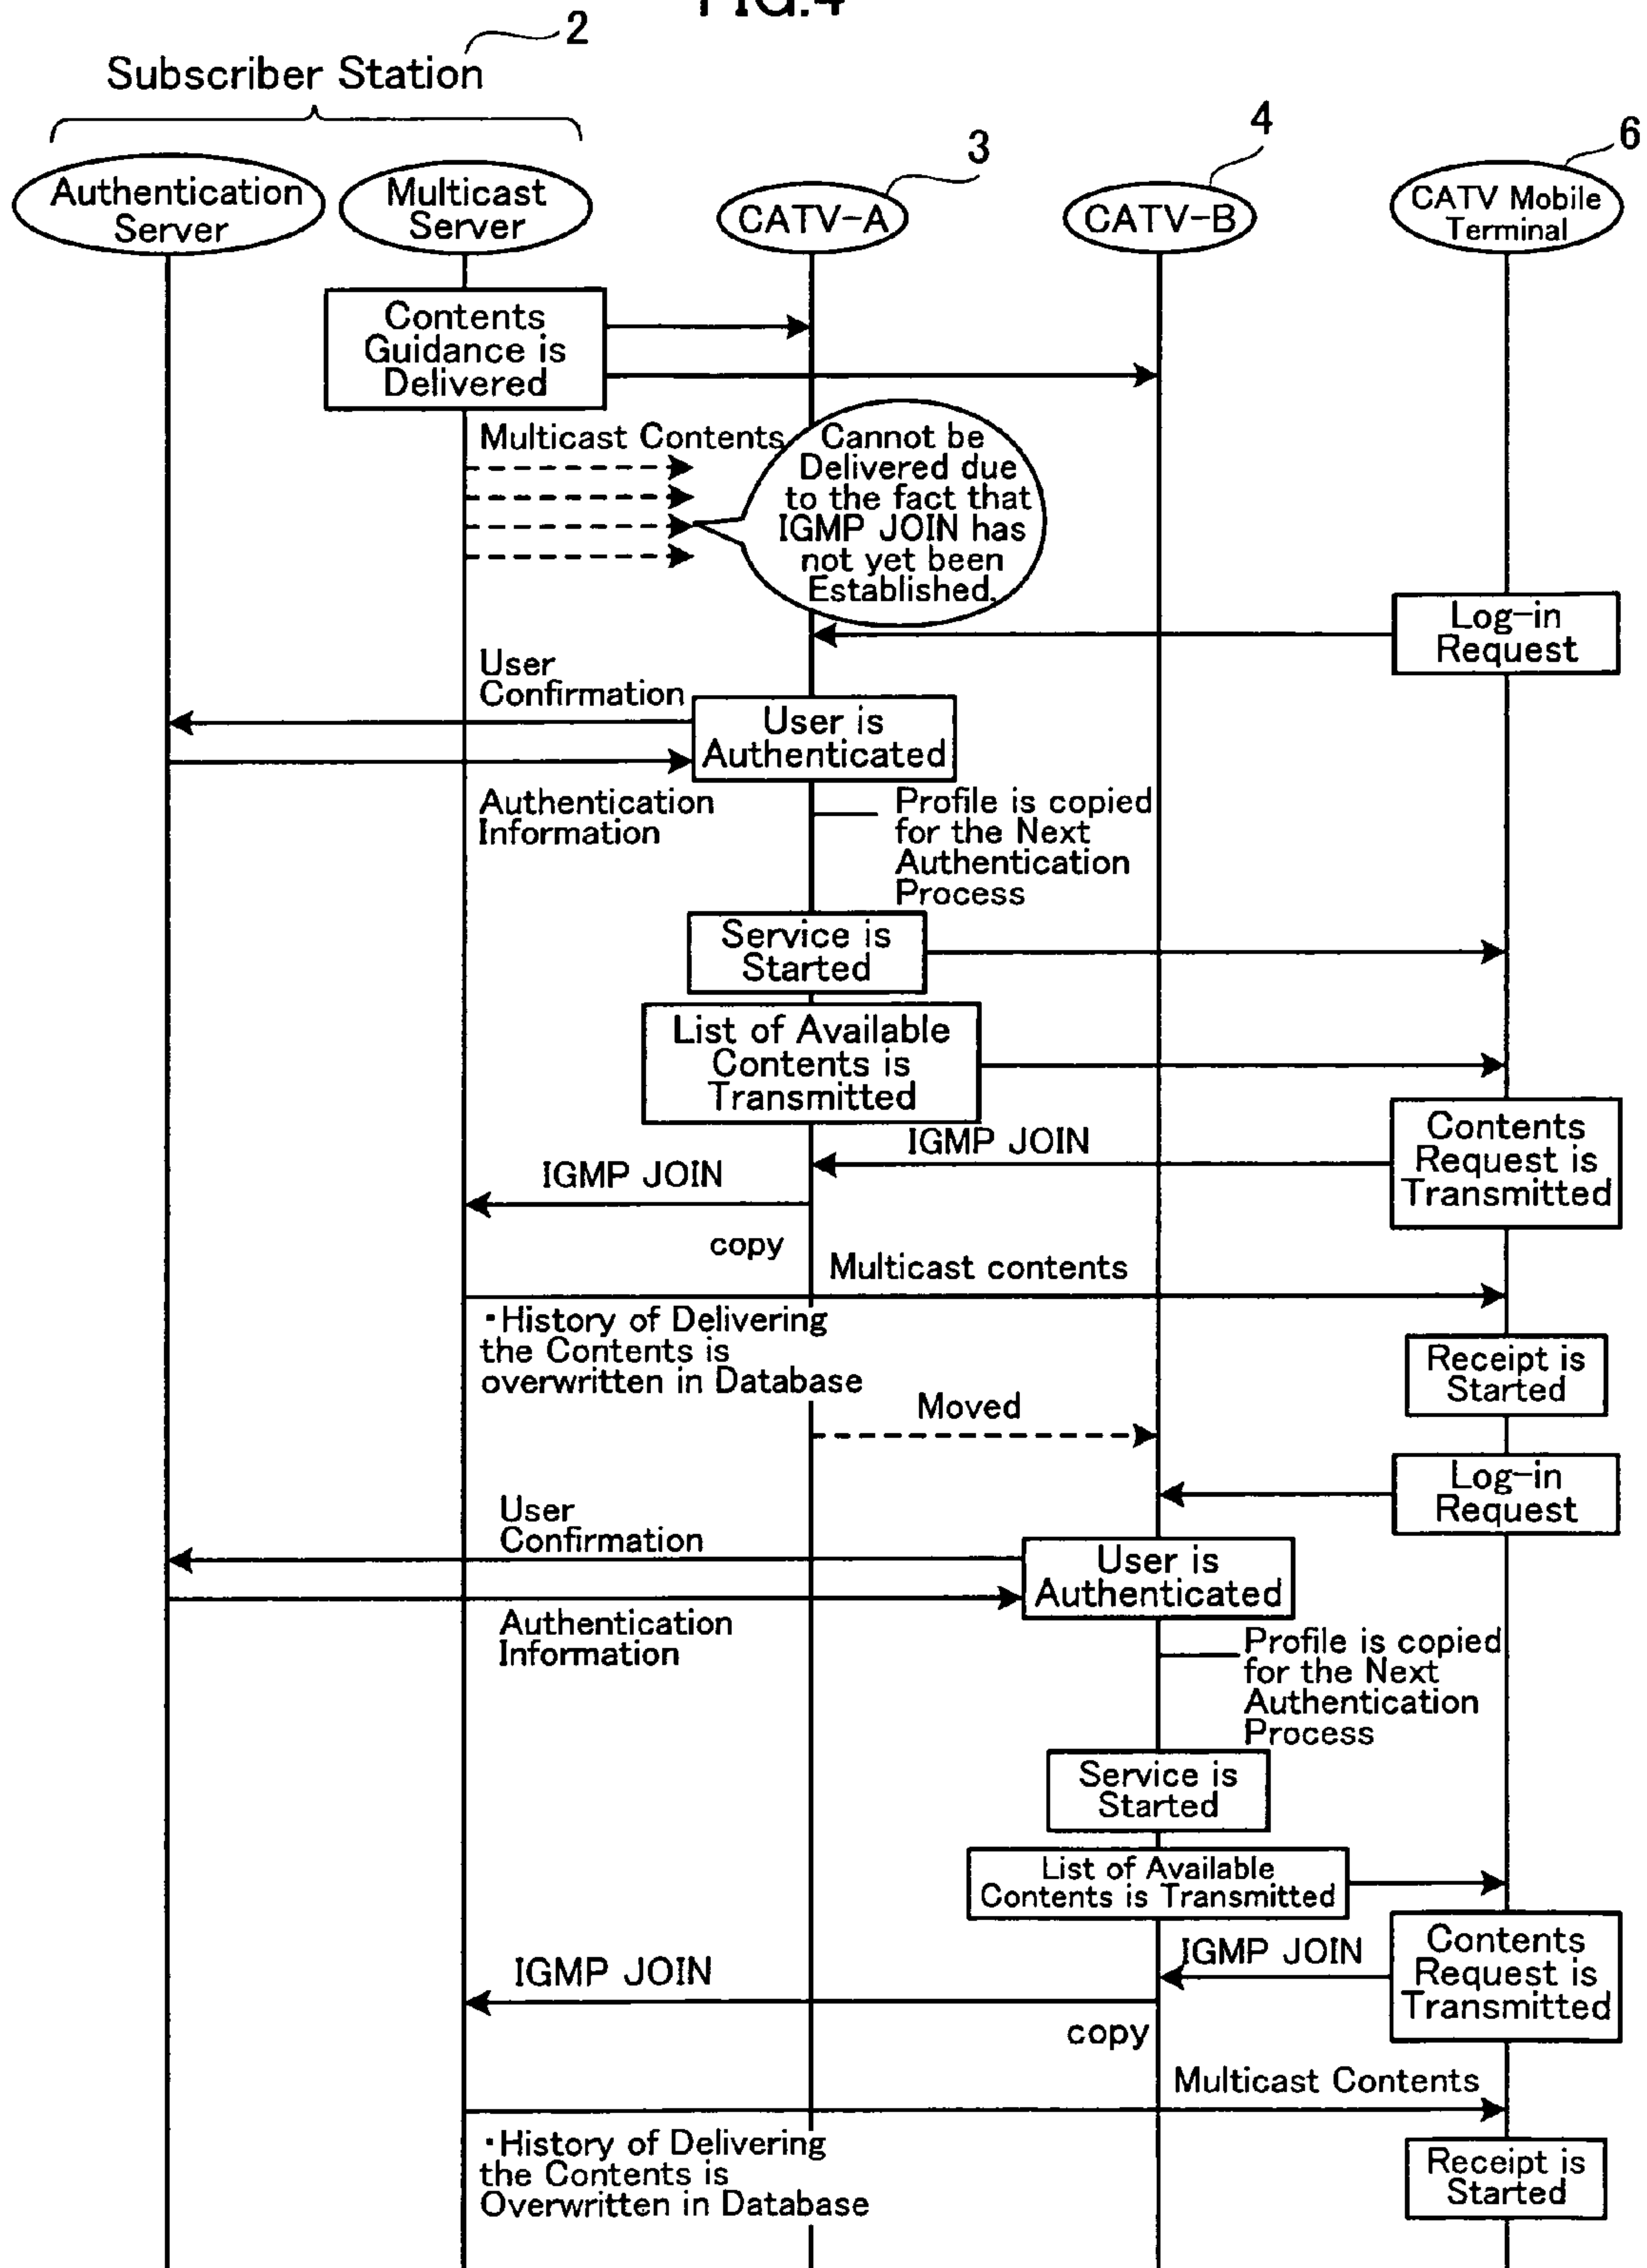 FIG.4
2
Subscriber Station
3
4
6
Authentication
Server
Multicast
Server
CATV-A
CATV-B
CATV Mobile
Terminal
Contents
Guidance is
Delivered
Multicast Contents
Cannot be
Delivered due
to the fact that
IGMP JOIN has
not yet been
Established.
Log-in
Request
User
Confirmation
User is
Authenticated
Authentication
Information
Profile is copied
for the Next
Authentication
Process
Service is
Started
List of Available
Contents is
Transmitted
Contents
Request is
Transmitted
IGMP JOIN
IGMP JOIN
copy
Multicast contents
・History of Delivering
the Contents is
overwritten in Database
Receipt is
Started
Moved
Log-in
Request
User
Confirmation
User is
Authenticated
Authentication
Information
Profile is copied
for the Next
Authentication
Process
Service is
Started
List of Available
Contents is Transmitted
Contents
Request is
Transmitted
IGMP JOIN
IGMP JOIN
copy
Multicast Contents
・History of Delivering
the Contents is
Overwritten in Database
Receipt is
Started